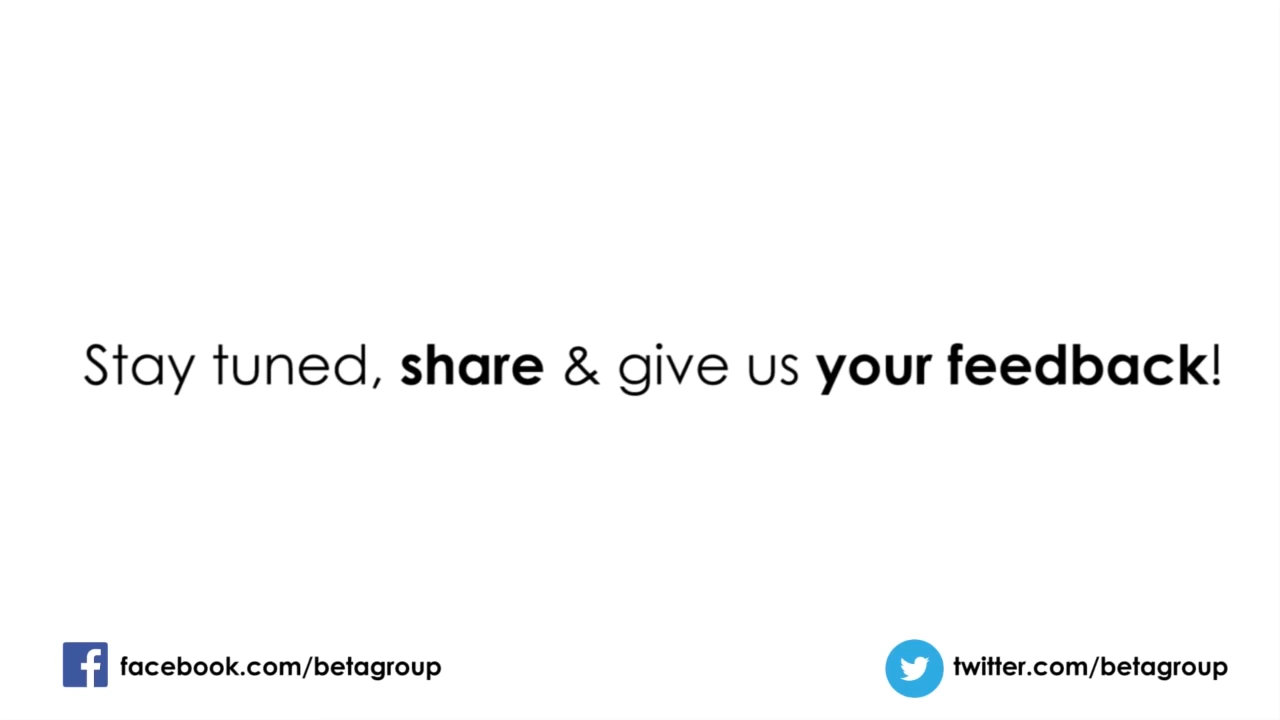 Stay tuned, share & give us your feedback!
facebook.com/betagroup
twitter.com/betagroup